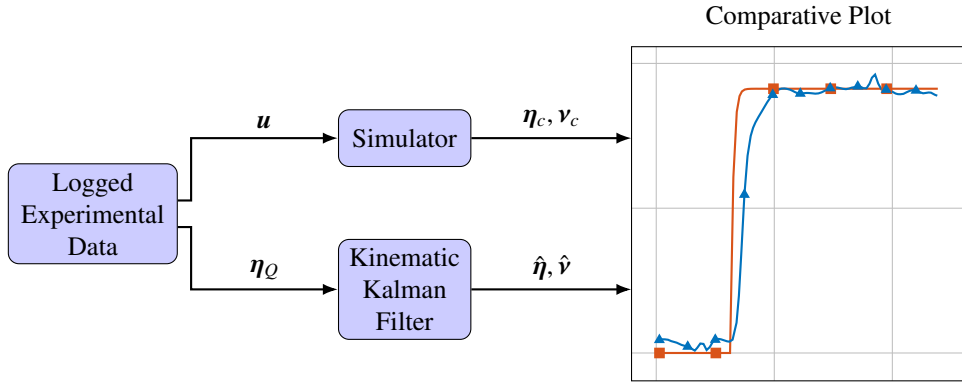 Comparative Plot
Logged
Experimental
Data
u
Simulator
η_c, ν_c
η_Q
Kinematic
Kalman
Filter
η̂, ν̂